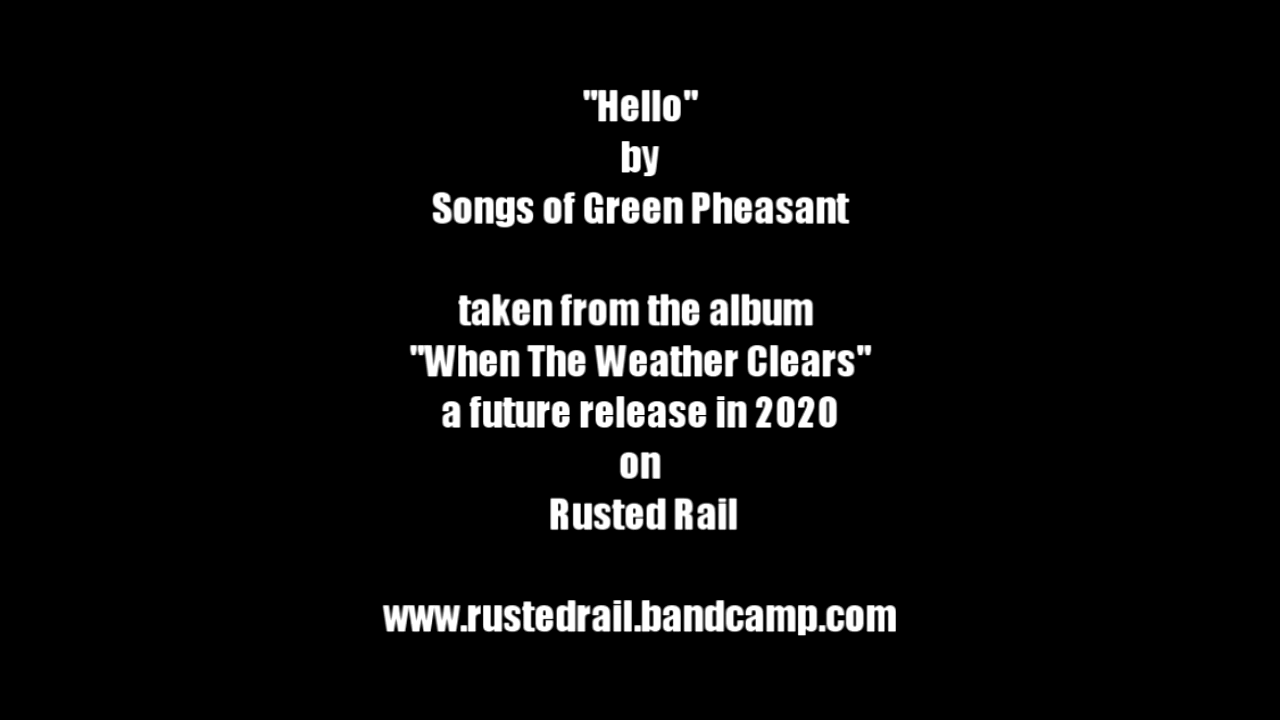 "Hello"
by
Songs of Green Pheasant
taken from the album
"When The Weather Clears"
a future release in 2020
on
Rusted Rail
www.rustedrail.bandcamp.com